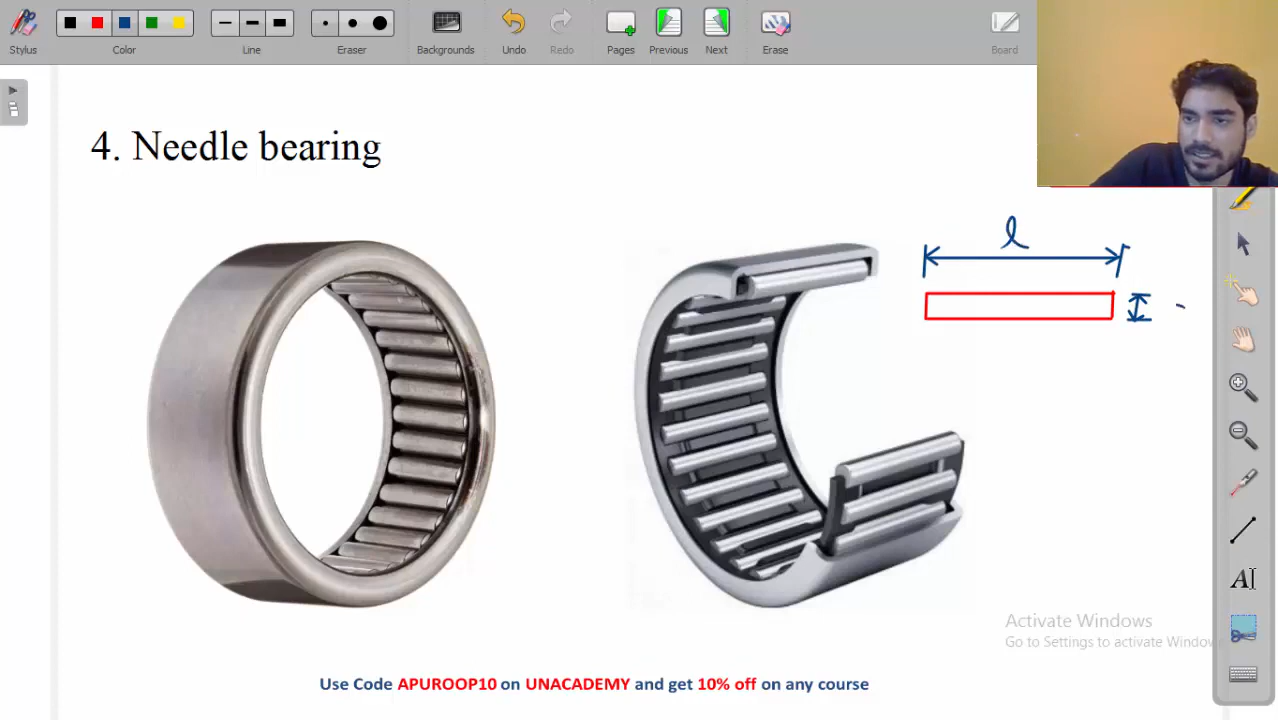 Stylus
Color
Line
Eraser
Backgrounds
Undo
Redo
Pages
Previous
Next
Erase
Board
4. Needle bearing
l
A
Activate Windows
Go to Settings to activate Window
Use Code APUROOP10 on UNACADEMY and get 10% off on any course